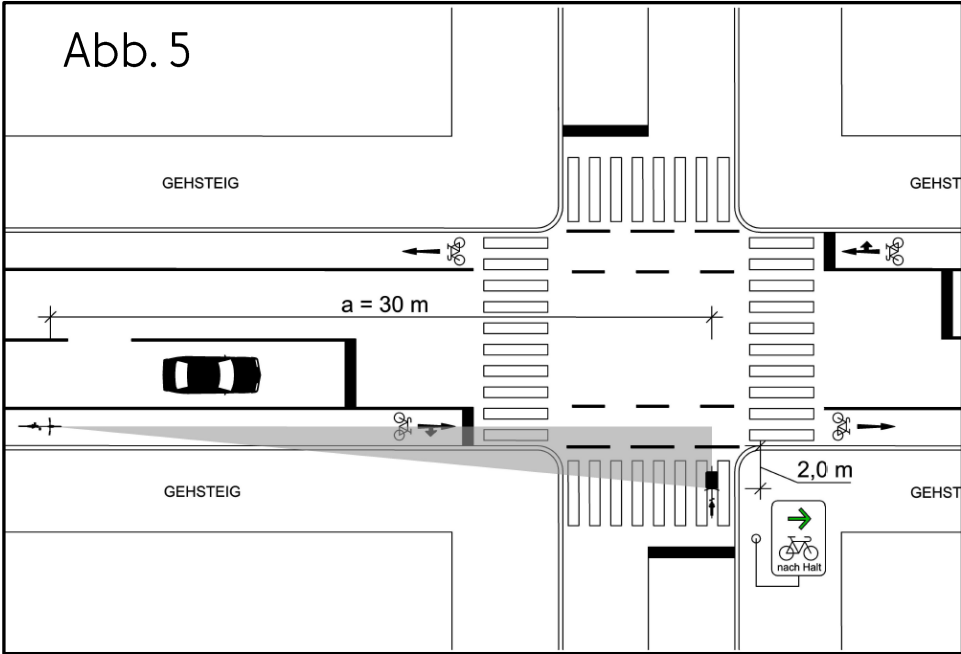 Abb. 5
GEHSTEIG
GEHST
a = 30 m
2,0 m
GEHSTEIG
GEHST
nach Halt